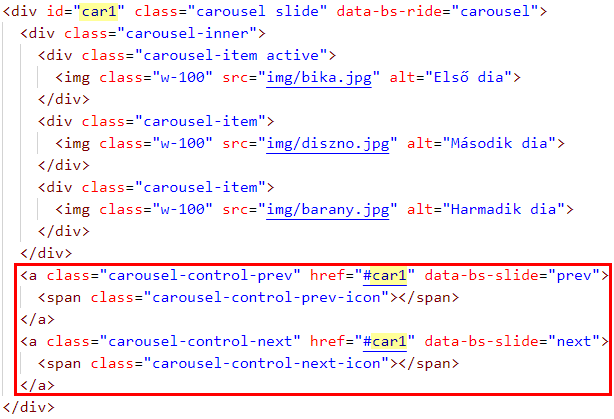 <div id="car1" class="carousel slide" data-bs-ride="carousel">
<div class="carousel-inner">
<div class="carousel-item active">
<img class="w-100" src="img/bika.jpg" alt="Első dia">
</div>
<div class="carousel-item">
<img class="w-100" src="img/diszno.jpg" alt="Második dia">
</div>
<div class="carousel-item">
<img class="w-100" src="img/barany.jpg" alt="Harmadik dia">
</div>
</div>
<a class="carousel-control-prev" href="#car1" data-bs-slide="prev">
<span class="carousel-control-prev-icon"></span>
</a>
<a class="carousel-control-next" href="#car1" data-bs-slide="next">
<span class="carousel-control-next-icon"></span>
</a>
</div>